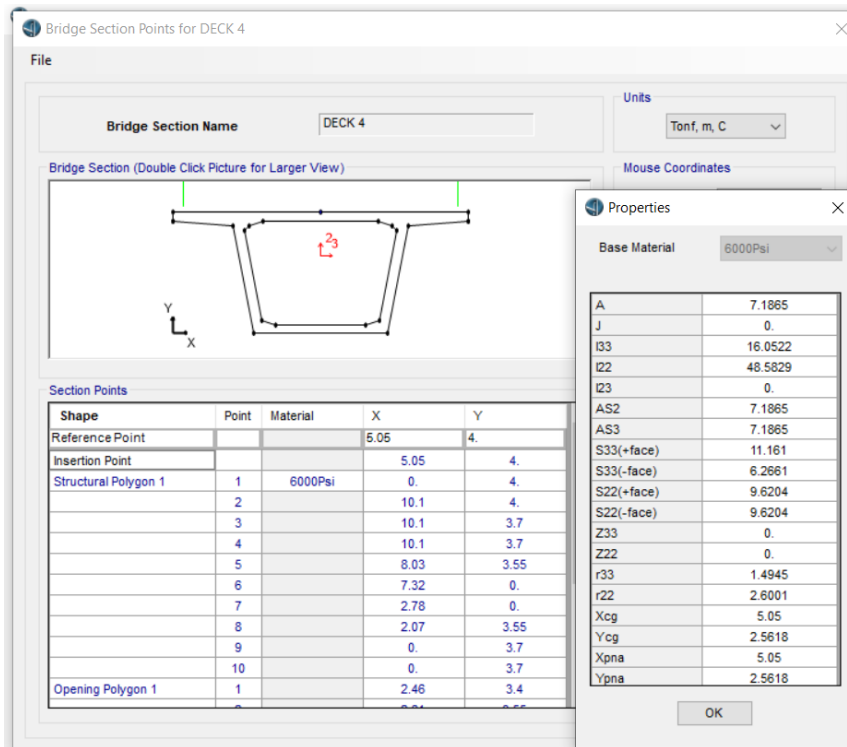 Bridge Section Points for DECK 4
File
Bridge Section Name DECK 4
Units
Tonf, m, C
Bridge Section (Double Click Picture for Larger View)
Mouse Coordinates
2
3
Y
X
Section Points
Shape Point Material X Y
Reference Point 5.05 4.
Insertion Point 5.05 4.
Structural Polygon 1 1 6000Psi 0. 4.
2 10.1 4.
3 10.1 3.7
4 10.1 3.7
5 8.03 3.55
6 7.32 0.
7 2.78 0.
8 2.07 3.55
9 0. 3.7
10 0. 3.7
Opening Polygon 1 1 2.46 3.4
Properties
Base Material 6000Psi
A 7.1865
J 0.
I33 16.0522
I22 48.5829
I23 0.
AS2 7.1865
AS3 7.1865
S33(+face) 11.161
S33(-face) 6.2661
S22(+face) 9.6204
S22(-face) 9.6204
Z33 0.
Z22 0.
r33 1.4945
r22 2.6001
Xcg 5.05
Ycg 2.5618
Xpna 5.05
Ypna 2.5618
OK